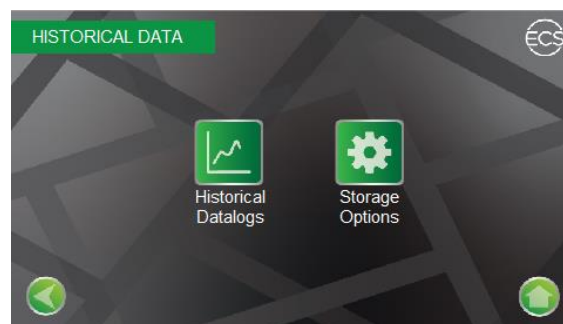 HISTORICAL DATA
ECS
Historical
Datalogs
Storage
Options